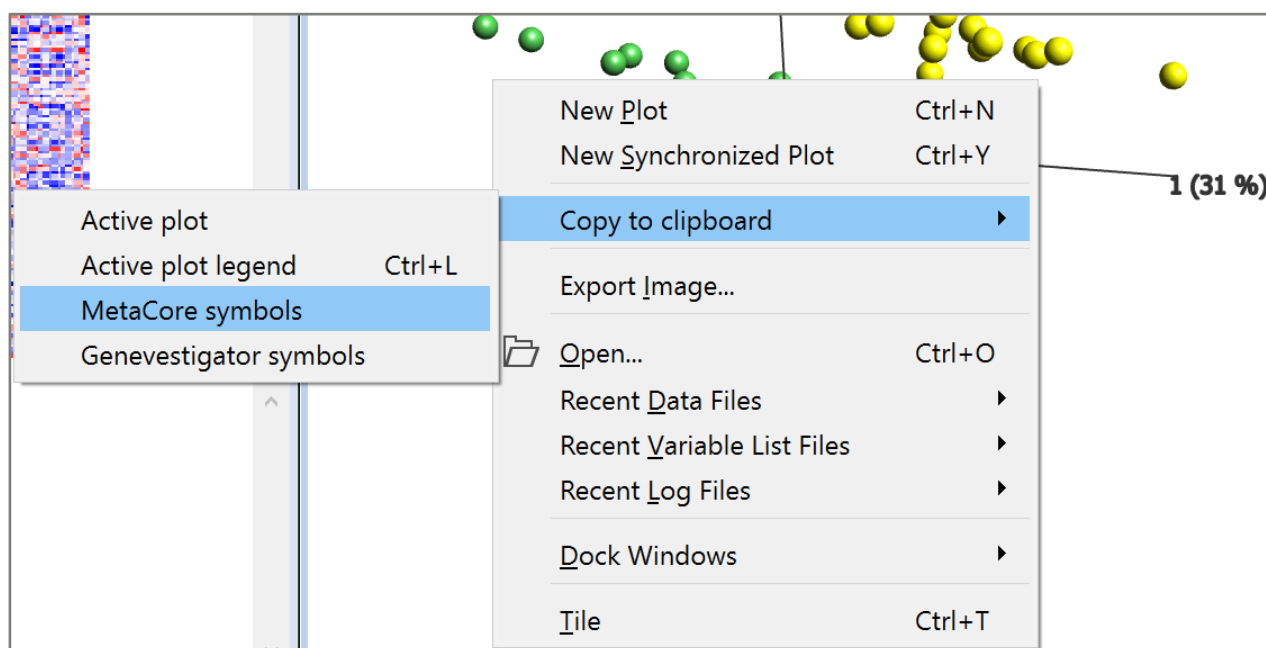 New Plot Ctrl+N
New Synchronized Plot Ctrl+Y
1 (31 %)
Copy to clipboard
Active plot
Active plot legend Ctrl+L
MetaCore symbols
Genevestigator symbols
Export Image...
Open... Ctrl+O
Recent Data Files
Recent Variable List Files
Recent Log Files
Dock Windows
Tile Ctrl+T